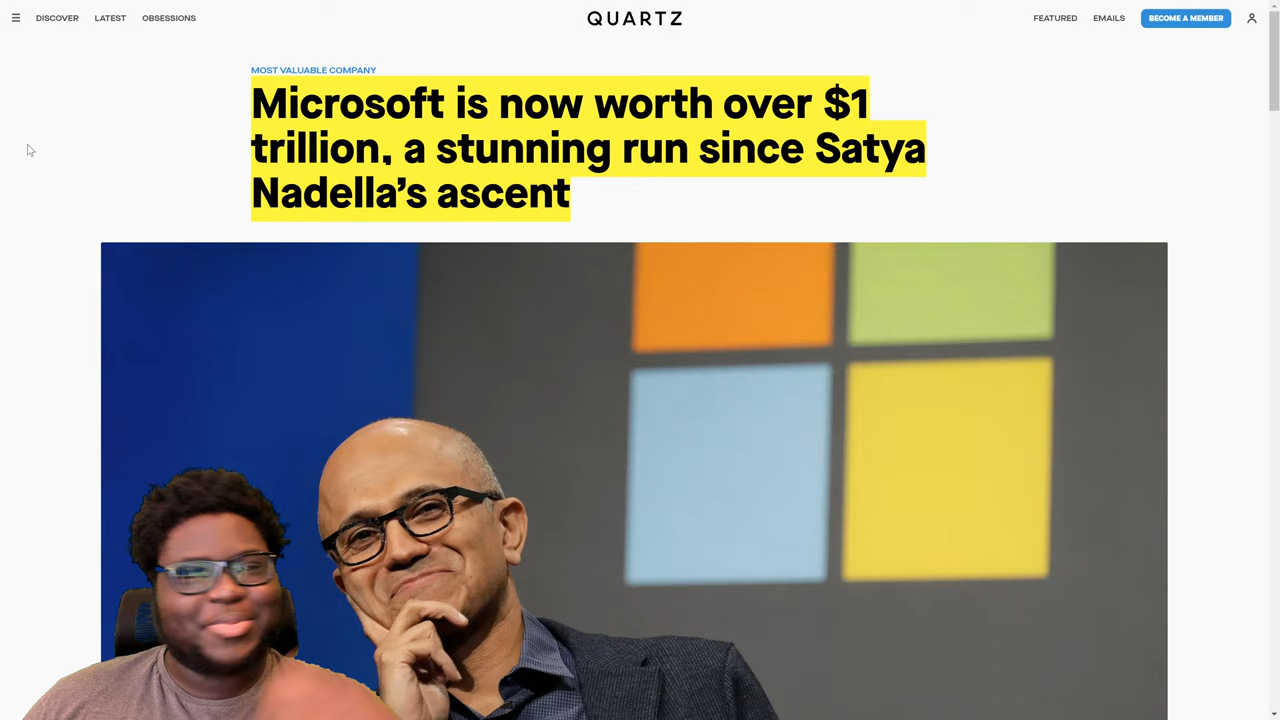 DISCOVER LATEST OBSESSIONS QUARTZ FEATURED EMAILS BECOME A MEMBER
MOST VALUABLE COMPANY
Microsoft is now worth over $1
trillion, a stunning run since Satya
Nadella’s ascent